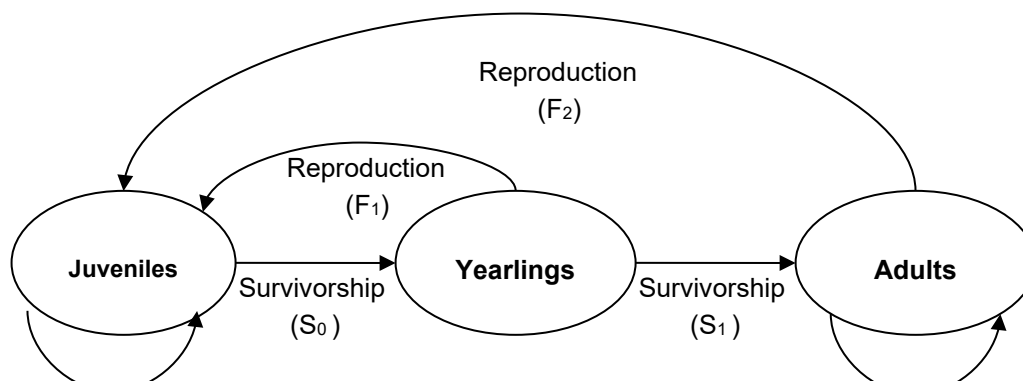 Reproduction
(F₂)
Reproduction
(F₁)
Juveniles
Survivorship
(S₀ )
Yearlings
Survivorship
(S₁ )
Adults